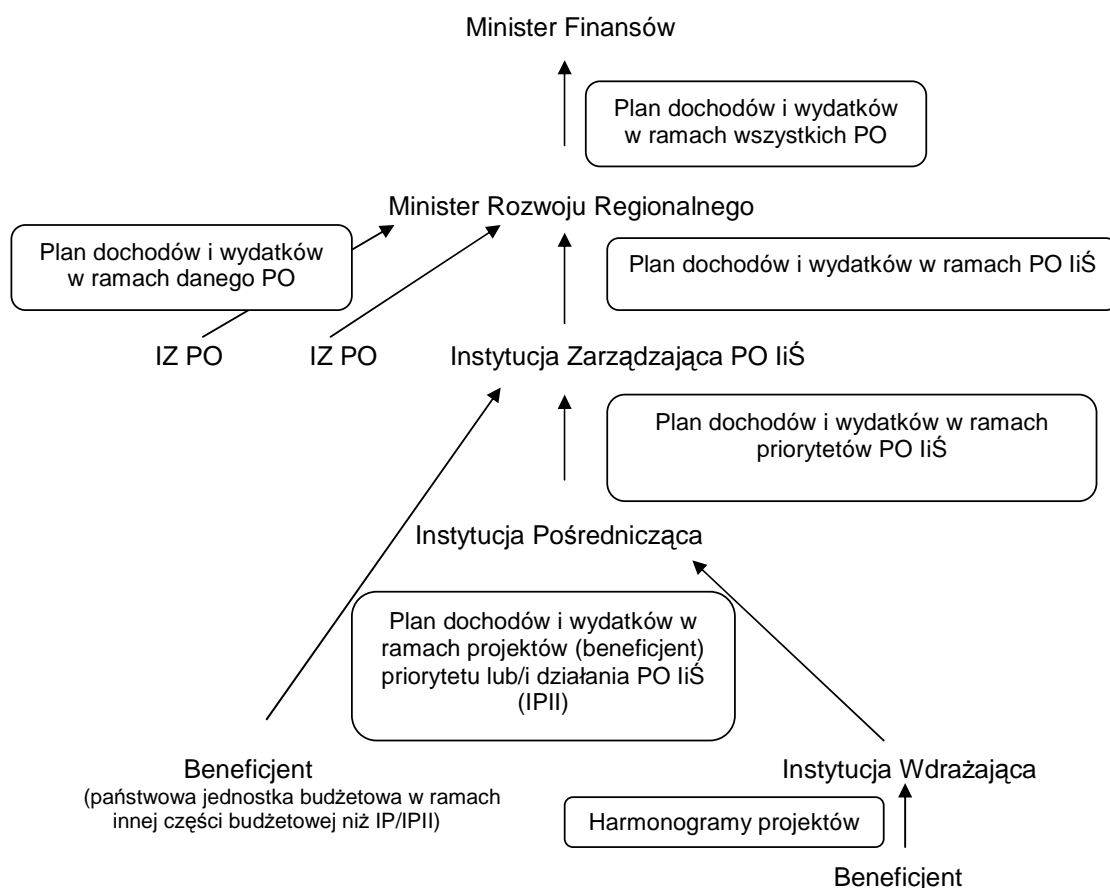 Minister Finansów
Plan dochodów i wydatków
w ramach wszystkich PO
Minister Rozwoju Regionalnego
Plan dochodów i wydatków
w ramach danego PO
Plan dochodów i wydatków w ramach PO IiŚ
IZ PO
IZ PO
Instytucja Zarządzająca PO IiŚ
Plan dochodów i wydatków w ramach
priorytetów PO IiŚ
Instytucja Pośrednicząca
Plan dochodów i wydatków w
ramach projektów (beneficjent)
priorytetu lub/i działania PO IiŚ
(IPII)
Beneficjent
(państwowa jednostka budżetowa w ramach
innej części budżetowej niż IP/IPII)
Instytucja Wdrażająca
Harmonogramy projektów
Beneficjent